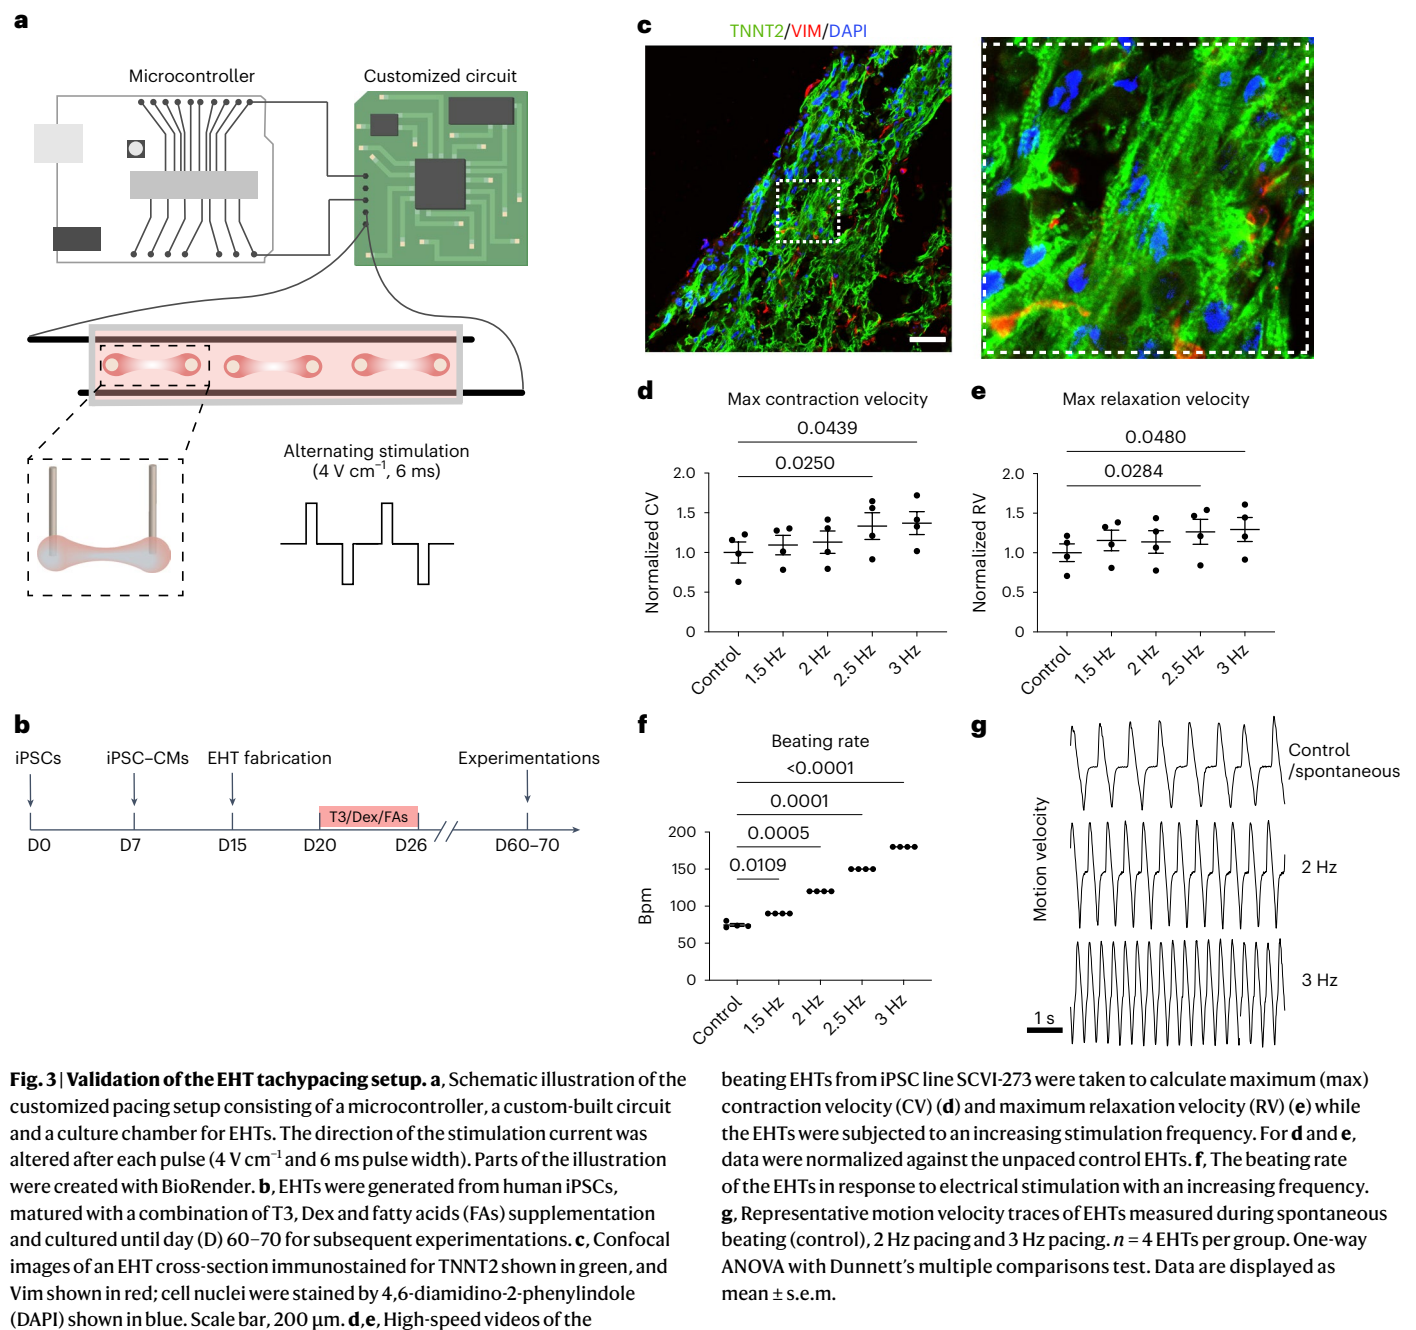 a
Microcontroller
Customized circuit
Alternating stimulation
(4 V cm⁻¹, 6 ms)
b
iPSCs
iPSC–CMs
EHT fabrication
Experimentations
T3/Dex/FAs
D0
D7
D15
D20
D26
D60–70
c
TNNT2/VIM/DAPI
d
Max contraction velocity
0.0439
0.0250
Normalized CV
2.0
1.5
1.0
0.5
0
Control
1.5 Hz
2 Hz
2.5 Hz
3 Hz
e
Max relaxation velocity
0.0480
0.0284
Normalized RV
2.0
1.5
1.0
0.5
0
Control
1.5 Hz
2 Hz
2.5 Hz
3 Hz
f
Beating rate
<0.0001
0.0001
0.0005
0.0109
Bpm
200
150
100
50
0
Control
1.5 Hz
2 Hz
2.5 Hz
3 Hz
g
Motion velocity
Control
/spontaneous
2 Hz
3 Hz
1 s
Fig. 3 | Validation of the EHT tachypacing setup. a, Schematic illustration of the
customized pacing setup consisting of a microcontroller, a custom-built circuit
and a culture chamber for EHTs. The direction of the stimulation current was
altered after each pulse (4 V cm⁻¹ and 6 ms pulse width). Parts of the illustration
were created with BioRender. b, EHTs were generated from human iPSCs,
matured with a combination of T3, Dex and fatty acids (FAs) supplementation
and cultured until day (D) 60–70 for subsequent experimentations. c, Confocal
images of an EHT cross-section immunostained for TNNT2 shown in green, and
Vim shown in red; cell nuclei were stained by 4,6-diamidino-2-phenylindole
(DAPI) shown in blue. Scale bar, 200 μm. d,e, High-speed videos of the
beating EHTs from iPSC line SCVI-273 were taken to calculate maximum (max)
contraction velocity (CV) (d) and maximum relaxation velocity (RV) (e) while
the EHTs were subjected to an increasing stimulation frequency. For d and e,
data were normalized against the unpaced control EHTs. f, The beating rate
of the EHTs in response to electrical stimulation with an increasing frequency.
g, Representative motion velocity traces of EHTs measured during spontaneous
beating (control), 2 Hz pacing and 3 Hz pacing. n = 4 EHTs per group. One-way
ANOVA with Dunnett's multiple comparisons test. Data are displayed as
mean ± s.e.m.